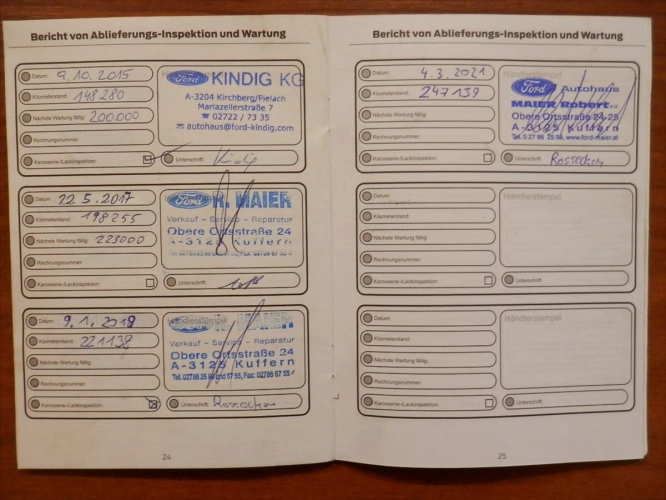 Bericht von Ablieferungs-Inspektion und Wartung
Datum: 9.10.2015
Kilometerstand: 148280
Nächste Wartung fällig: 200.000
Rechnungsnummer:
Karosserie-/Lackinspektion:
Ford KINDIG KG
A-3204 Kirchberg/Pielach
Mariazellerstraße 7
☎ 02722 / 73 35
✉ autohaus@ford-kindig.com
Unterschrift:
Datum: 22.5.2017
Kilometerstand: 198255
Nächste Wartung fällig: 223000
Rechnungsnummer:
Karosserie-/Lackinspektion:
Ford R. MAIER
Verkauf – Service – Reparatur
Obere Ortsstraße 24
A-3125 Kuffern
Unterschrift:
Datum: 9.1.2019
Kilometerstand: 221138
Nächste Wartung fällig:
Rechnungsnummer:
Karosserie-/Lackinspektion:
Händlerstempel
Ford R. MAIER
Verkauf – Service – Reparatur
Obere Ortsstraße 24
A-3125 Kuffern
Unterschrift:
24
Bericht von Ablieferungs-Inspektion und Wartung
Datum: 4.3.2021
Kilometerstand: 247139
Nächste Wartung fällig:
Rechnungsnummer:
Karosserie-/Lackinspektion:
Händlerstempel
Ford Autohaus
MAIER Robert
Obere Ortsstraße 24-25
A-3125 Kuffern
www.ford-maier.at
Unterschrift:
Datum:
Kilometerstand:
Nächste Wartung fällig:
Rechnungsnummer:
Karosserie-/Lackinspektion:
Händlerstempel
Unterschrift:
Datum:
Kilometerstand:
Nächste Wartung fällig:
Rechnungsnummer:
Karosserie-/Lackinspektion:
Händlerstempel
Unterschrift:
25